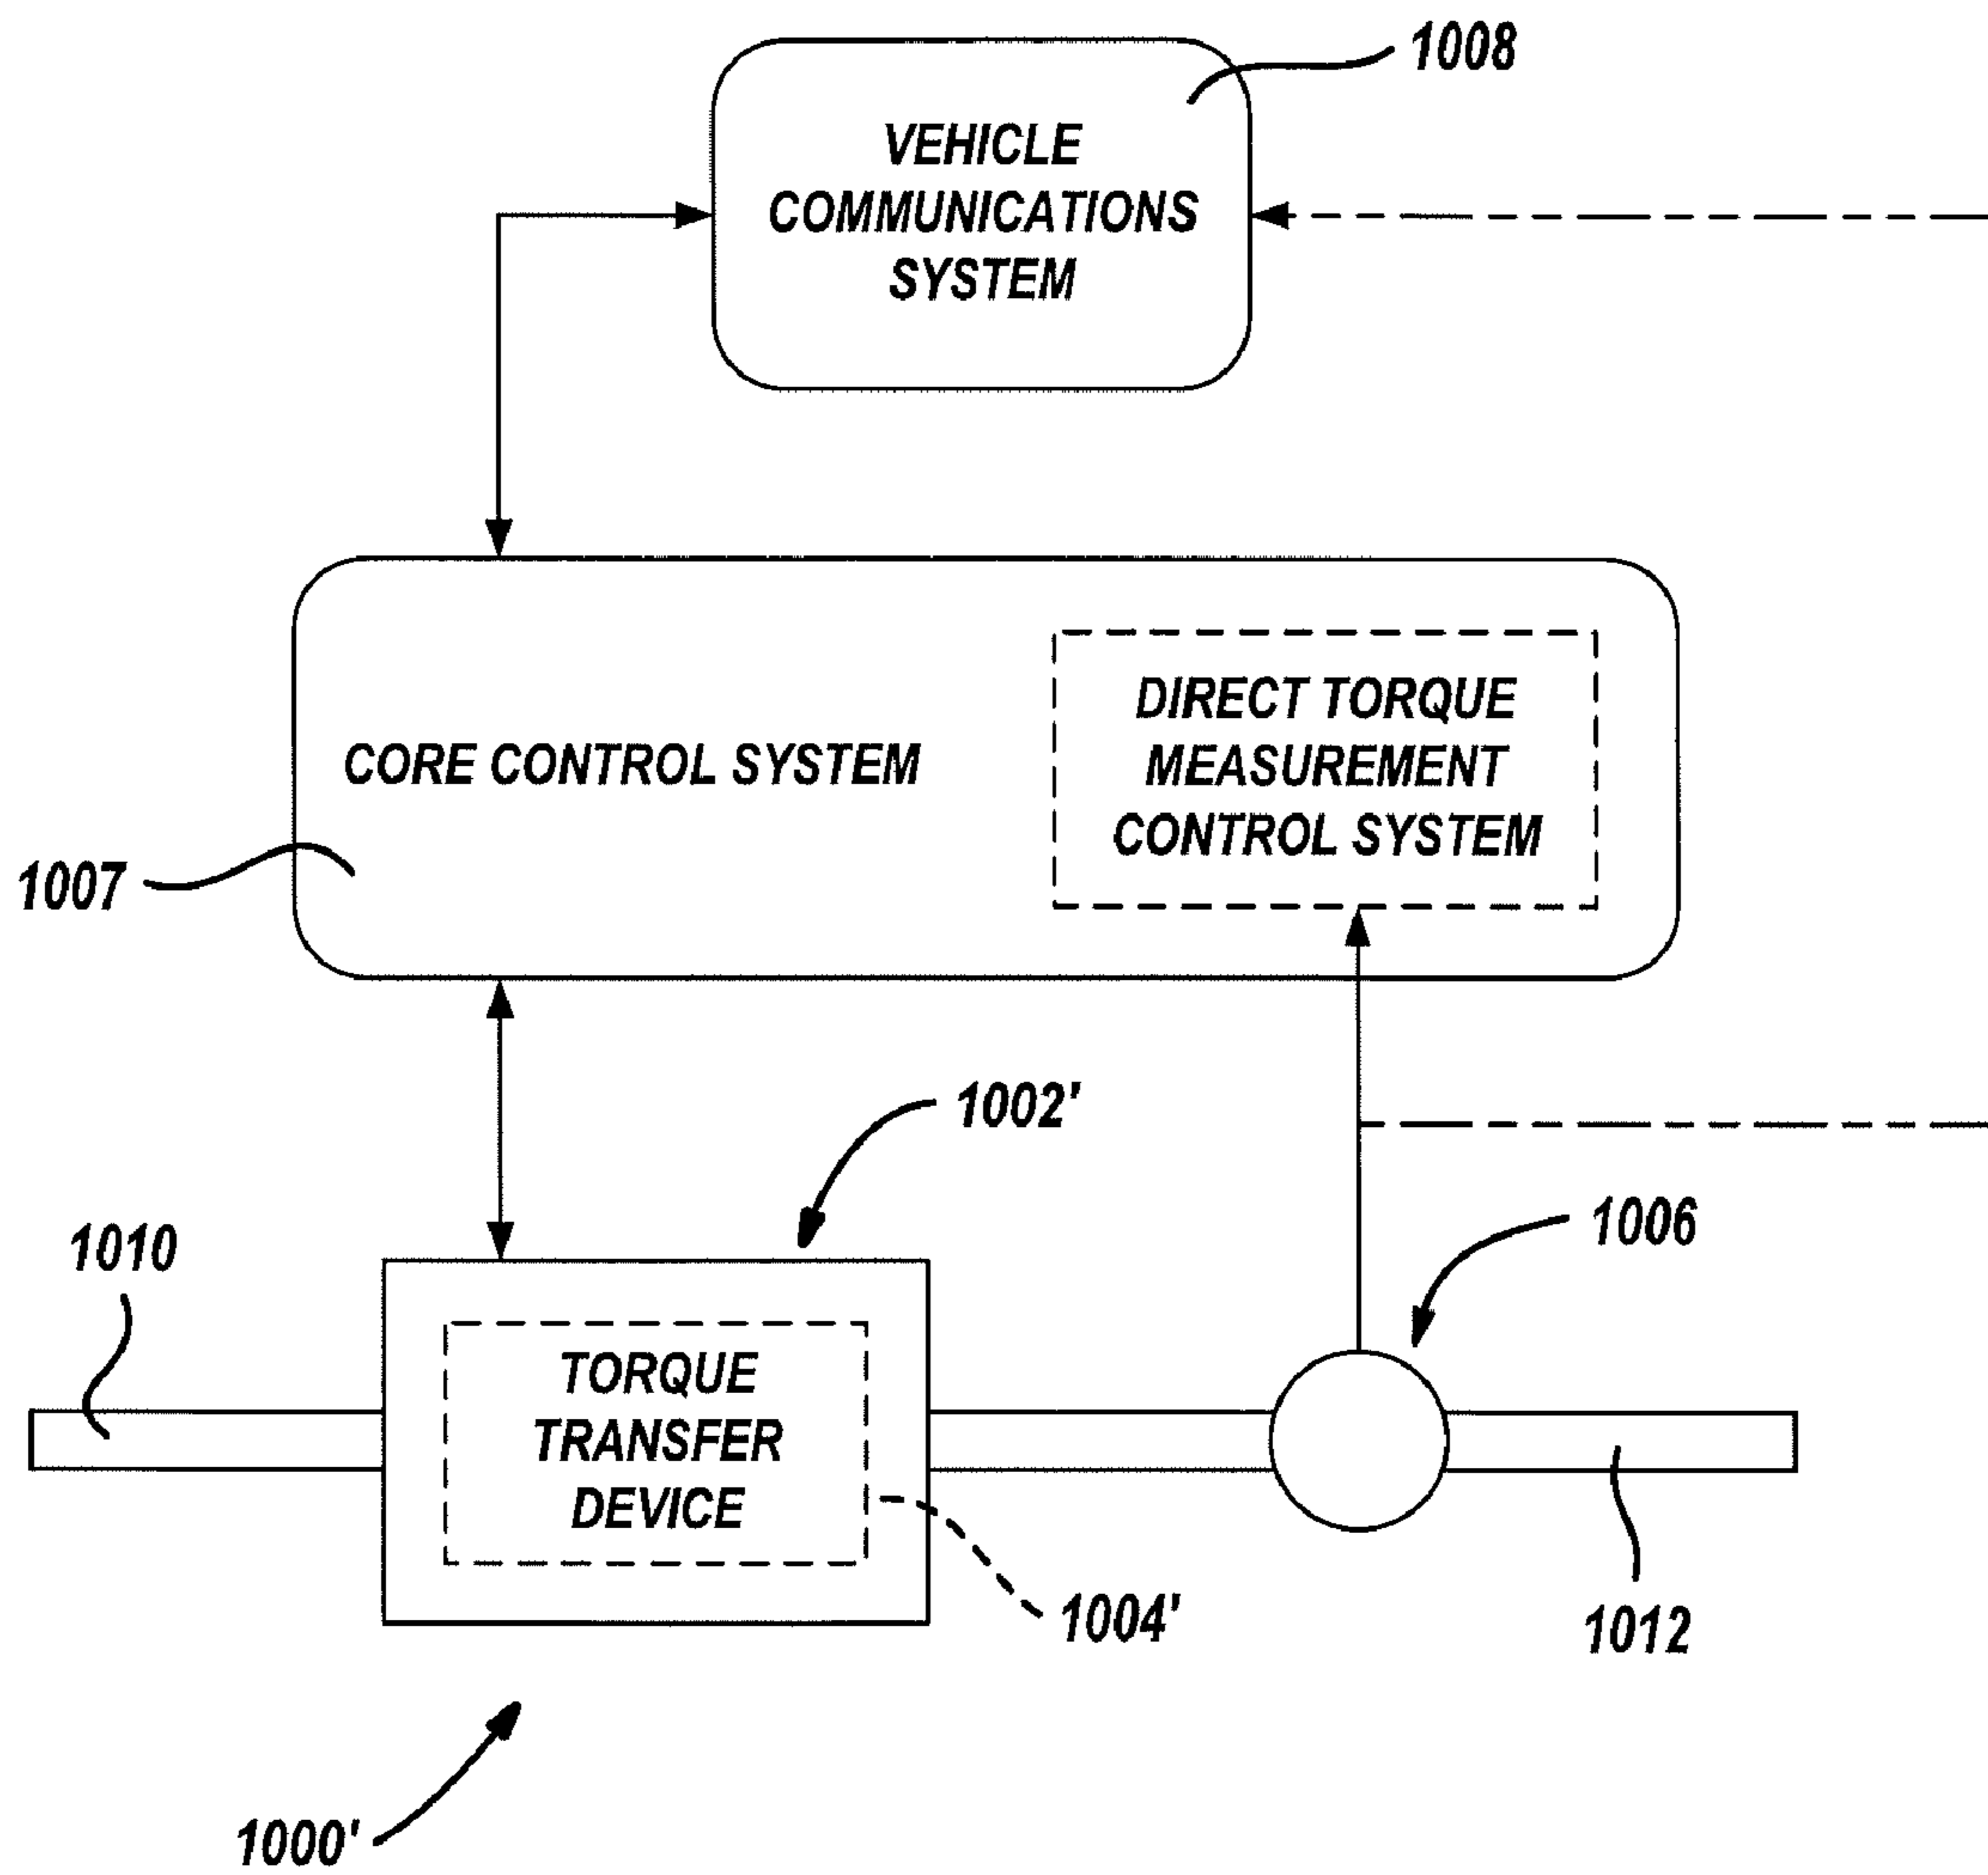 1008
VEHICLE
COMMUNICATIONS
SYSTEM
DIRECT TORQUE
MEASUREMENT
CONTROL SYSTEM
CORE CONTROL SYSTEM
1007
1002'
1010
1006
TORQUE
TRANSFER
DEVICE
1004'
1012
1000'